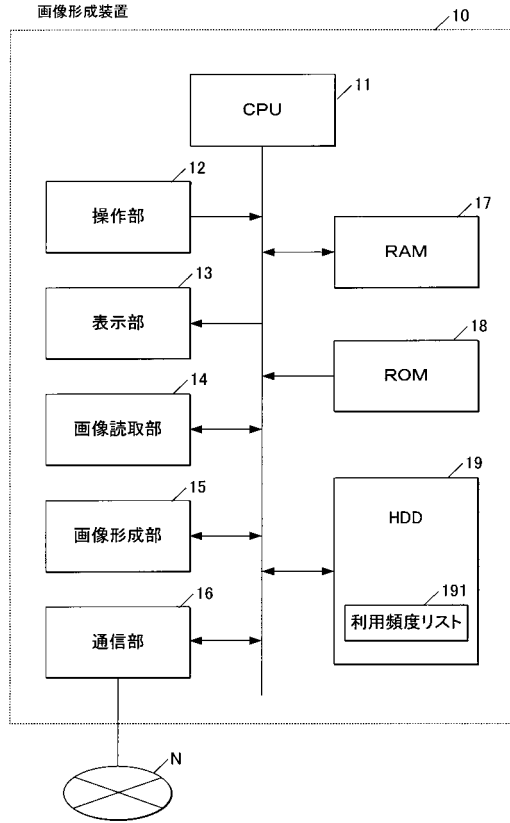 画像形成装置
10
11
CPU
12
操作部
17
RAM
13
表示部
18
ROM
14
画像読取部
19
HDD
15
画像形成部
191
利用頻度リスト
16
通信部
N